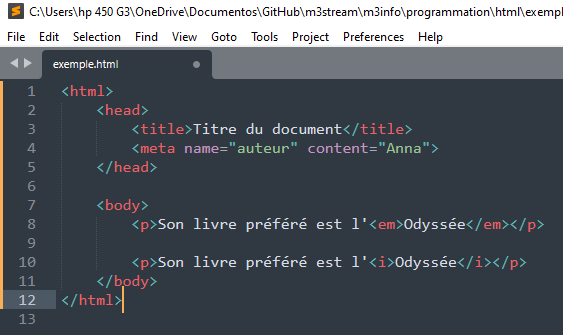 C:\Users\hp 450 G3\OneDrive\Documentos\GitHub\m3stream\m3info\programmation\html\exempl
File Edit Selection Find View Goto Tools Project Preferences Help
exemple.html
1 <html>
2 <head>
3 <title>Titre du document</title>
4 <meta name="auteur" content="Anna">
5 </head>
6
7 <body>
8 <p>Son livre préféré est l'<em>Odyssée</em></p>
9
10 <p>Son livre préféré est l'<i>Odyssée</i></p>
11 </body>
12 </html>
13